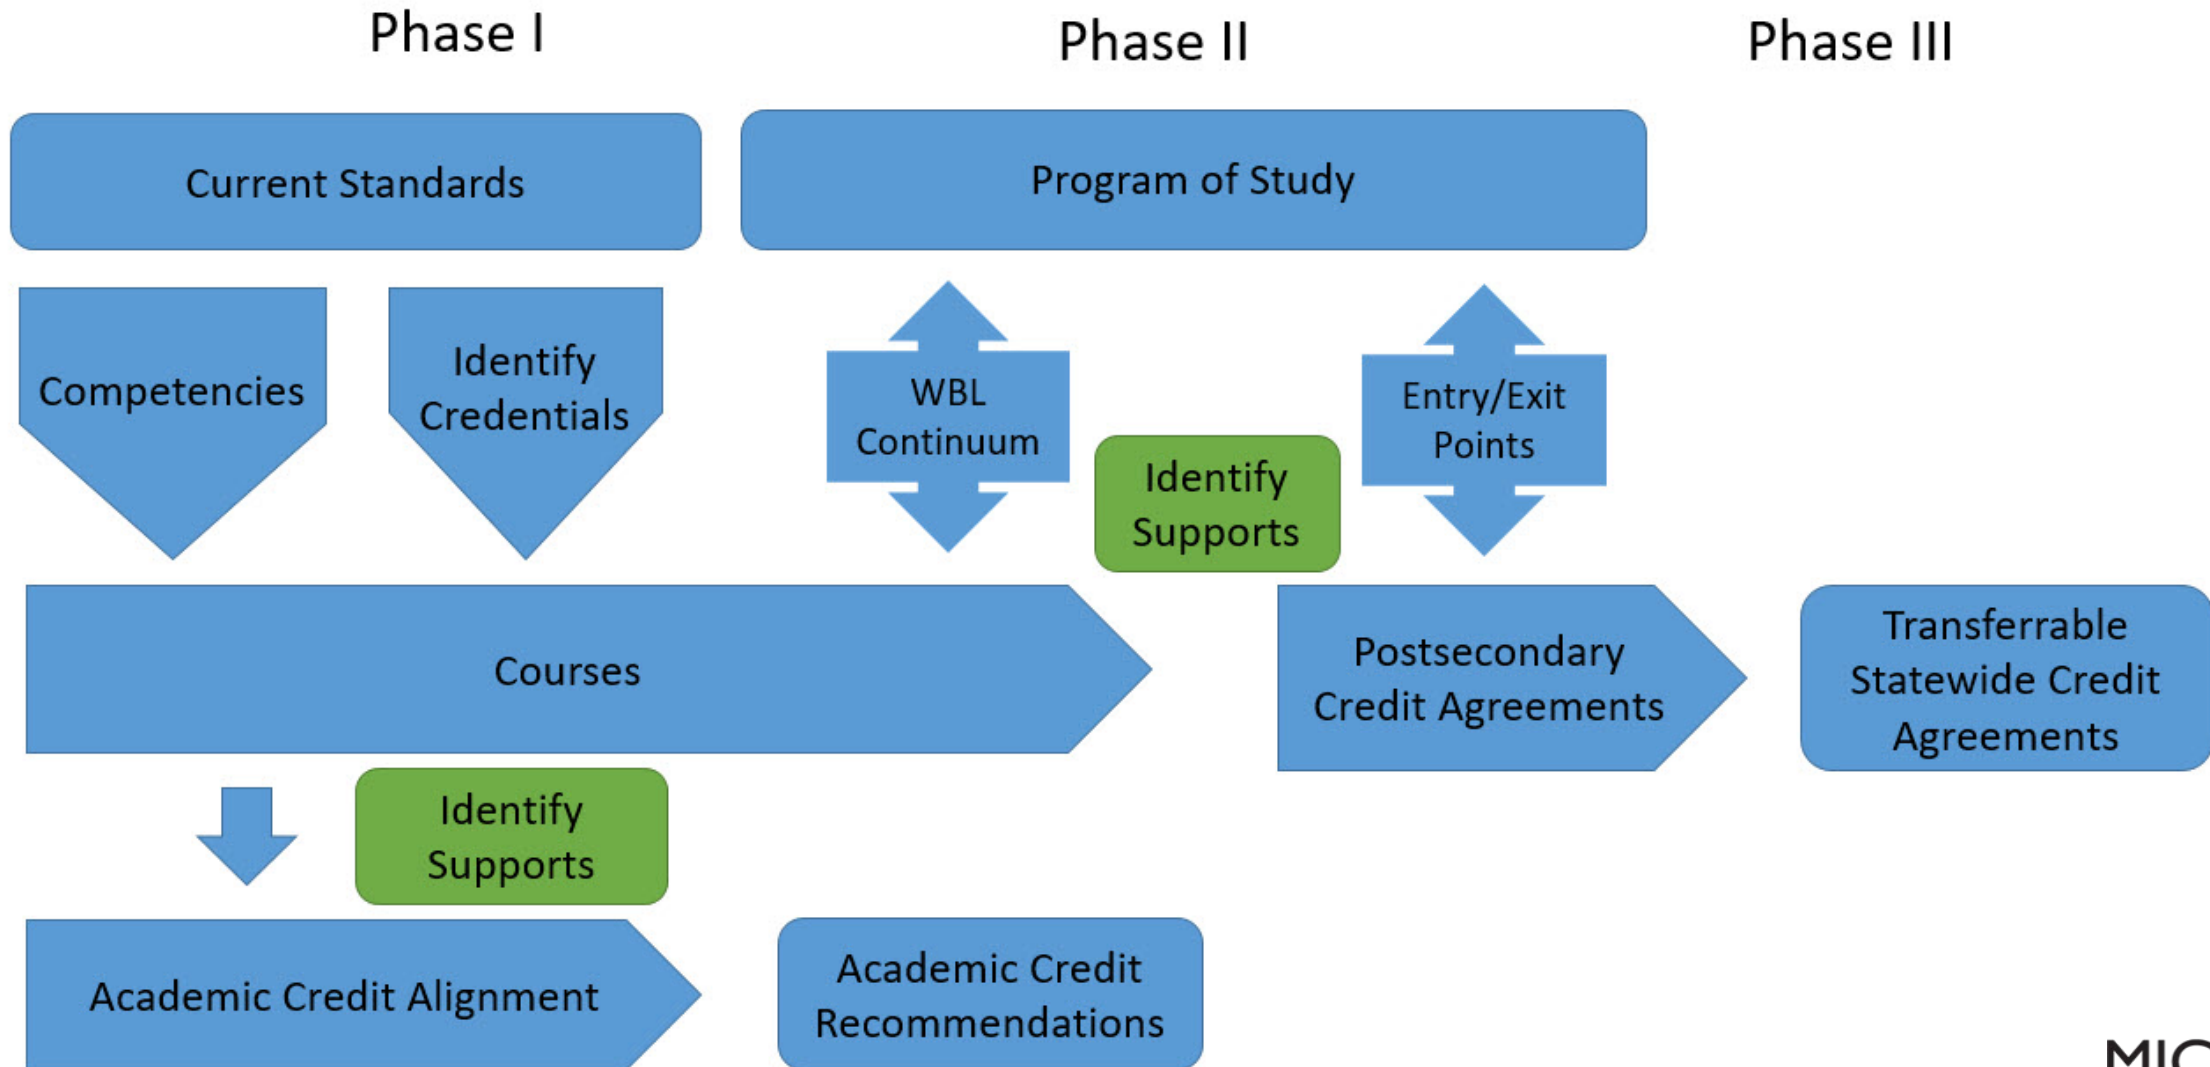 Phase I
Phase II
Phase III
Current Standards
Program of Study
Competencies
Identify
Credentials
WBL
Continuum
Identify
Supports
Entry/Exit
Points
Courses
Postsecondary
Credit Agreements
Transferrable
Statewide Credit
Agreements
Identify
Supports
Academic Credit Alignment
Academic Credit
Recommendations